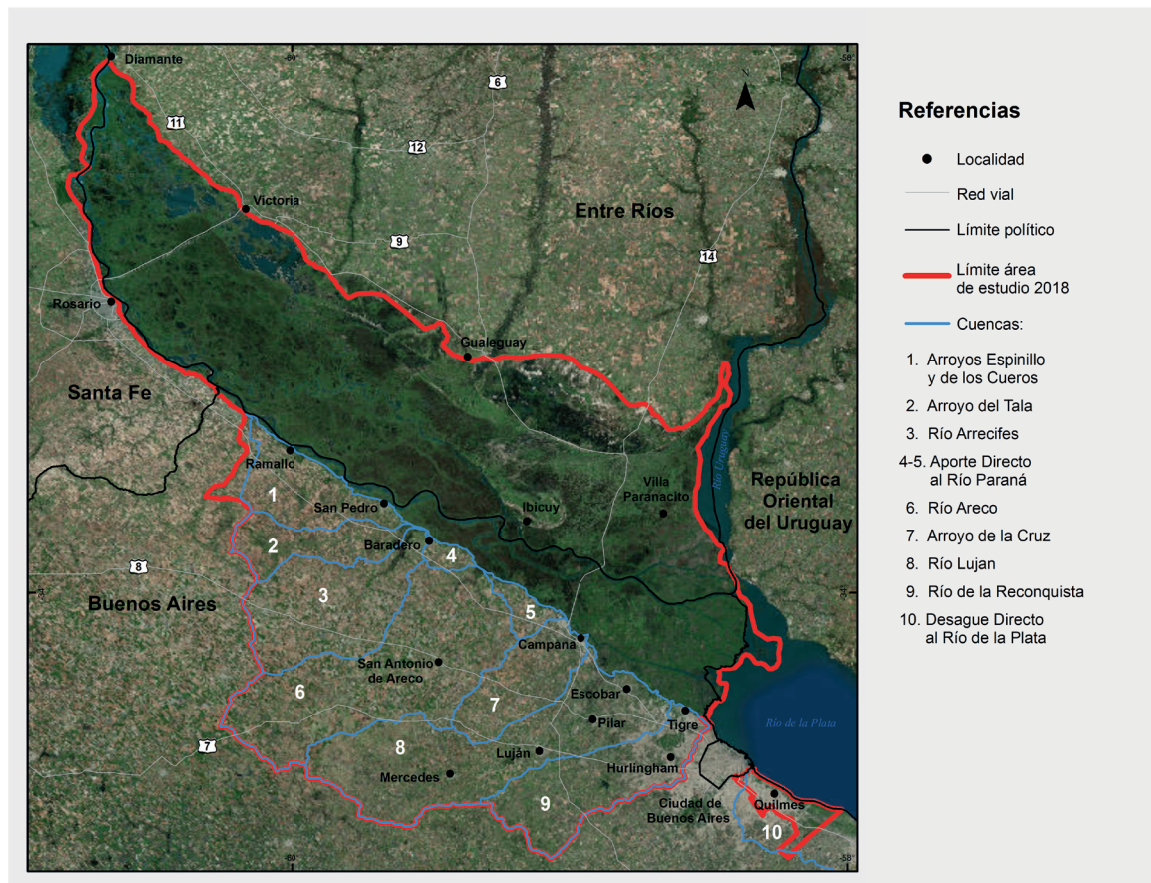 Diamante
-60
-58
6
N
11
12
Victoria
Entre Ríos
9
14
Rosario
Gualeguay
Santa Fe
Río Uruguay
Ramallo
Villa
Paranacito
República
Oriental
del Uruguay
1
San Pedro
Ibicuy
2
Baradero
4
8
-34
-34
Buenos Aires
3
5
Campana
San Antonio
de Areco
6
7
Escobar
Pilar
Tigre
Río de la Plata
7
8
Luján
Mercedes
Hurlingham
9
Ciudad de
Buenos Aires
Quilmes
10
-60
-58
Referencias
Localidad
Red vial
Límite político
Límite área
de estudio 2018
Cuencas:
1. Arroyos Espinillo
y de los Cueros
2. Arroyo del Tala
3. Río Arrecifes
4-5. Aporte Directo
al Río Paraná
6. Río Areco
7. Arroyo de la Cruz
8. Río Lujan
9. Río de la Reconquista
10. Desague Directo
al Río de la Plata